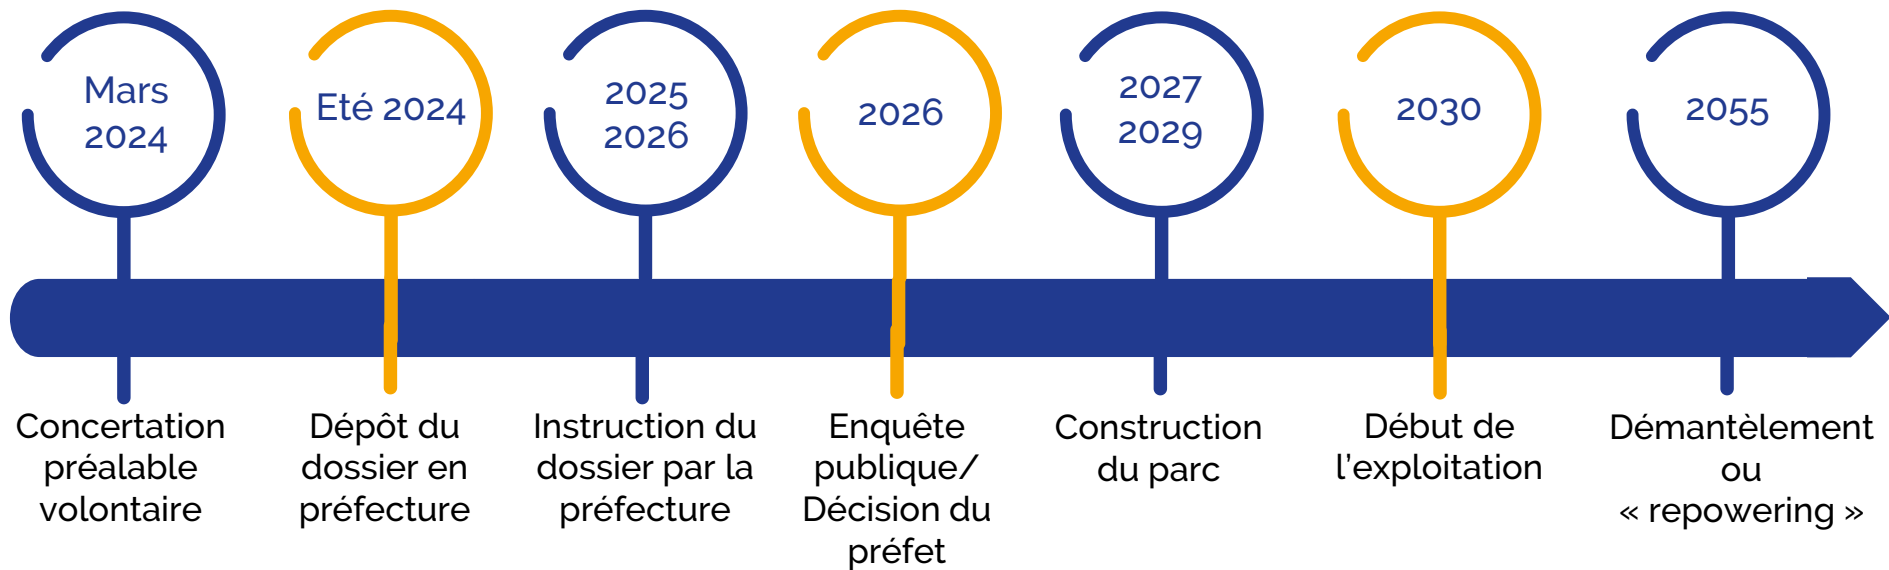 Mars
2024
Eté 2024
2025
2026
2026
2027
2029
2030
2055
Concertation
préalable
volontaire
Dépôt du
dossier en
préfecture
Instruction du
dossier par la
préfecture
Enquête
publique/
Décision du
préfet
Construction
du parc
Début de
l’exploitation
Démantèlement
ou
« repowering »